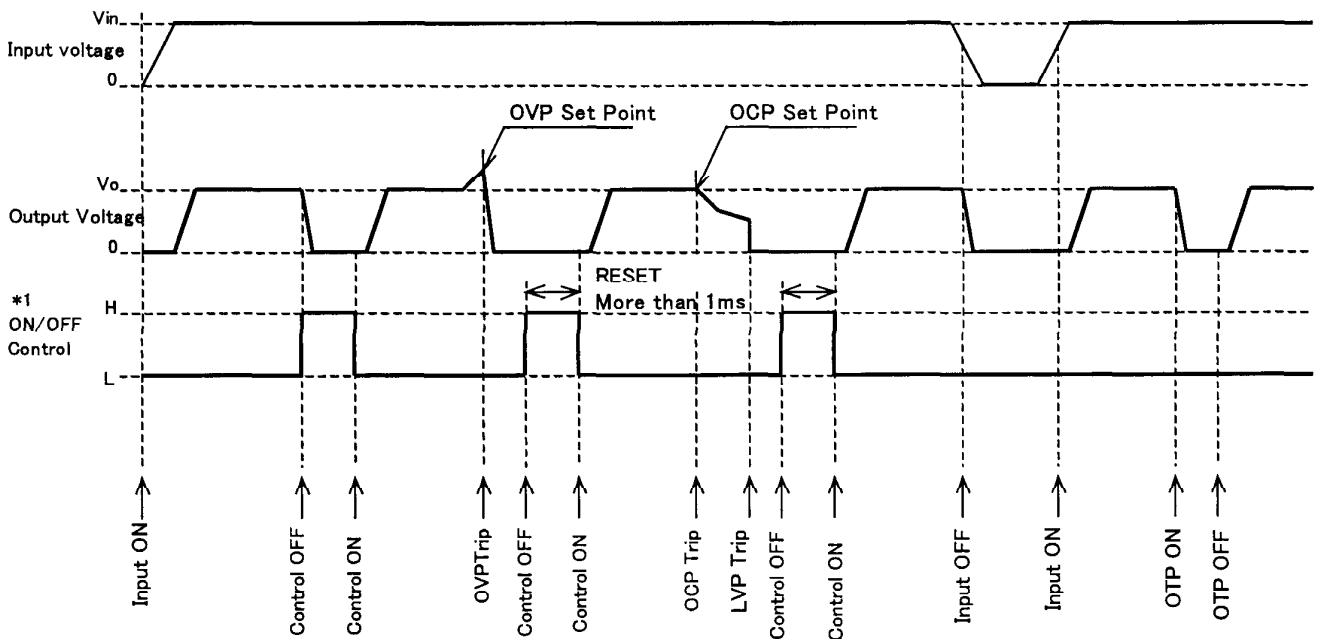 Vin
Input voltage
0
OVP Set Point
OCP Set Point
Vo
Output Voltage
0
RESET
More than 1ms
*1
ON/OFF
Control
H
L
Input ON
Control OFF
Control ON
OVPTrip
Control OFF
Control ON
OCP Trip
LVP Trip
Control OFF
Control ON
Input OFF
Input ON
OTP ON
OTP OFF